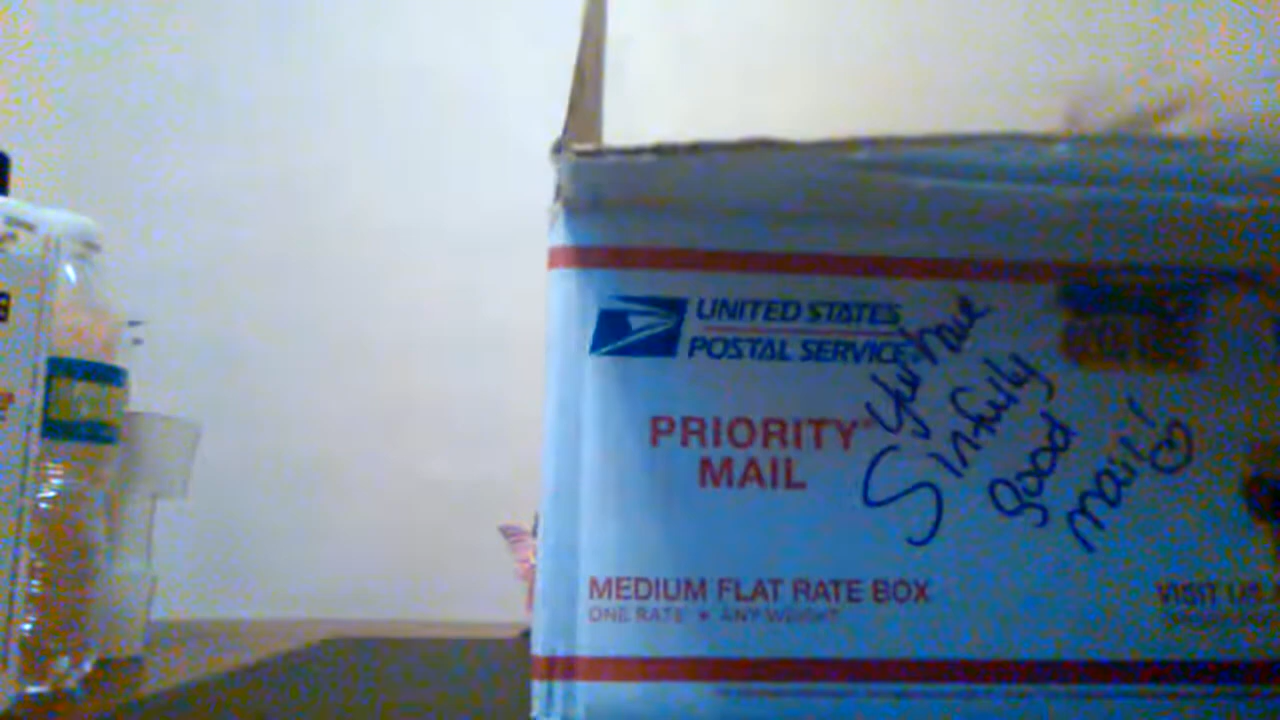 UNITED STATES
POSTAL SERVICE
You have
Sinfully
good
mail!
PRIORITY
MAIL
MEDIUM FLAT RATE BOX
ONE RATE • ANY WEIGHT
VISIT US